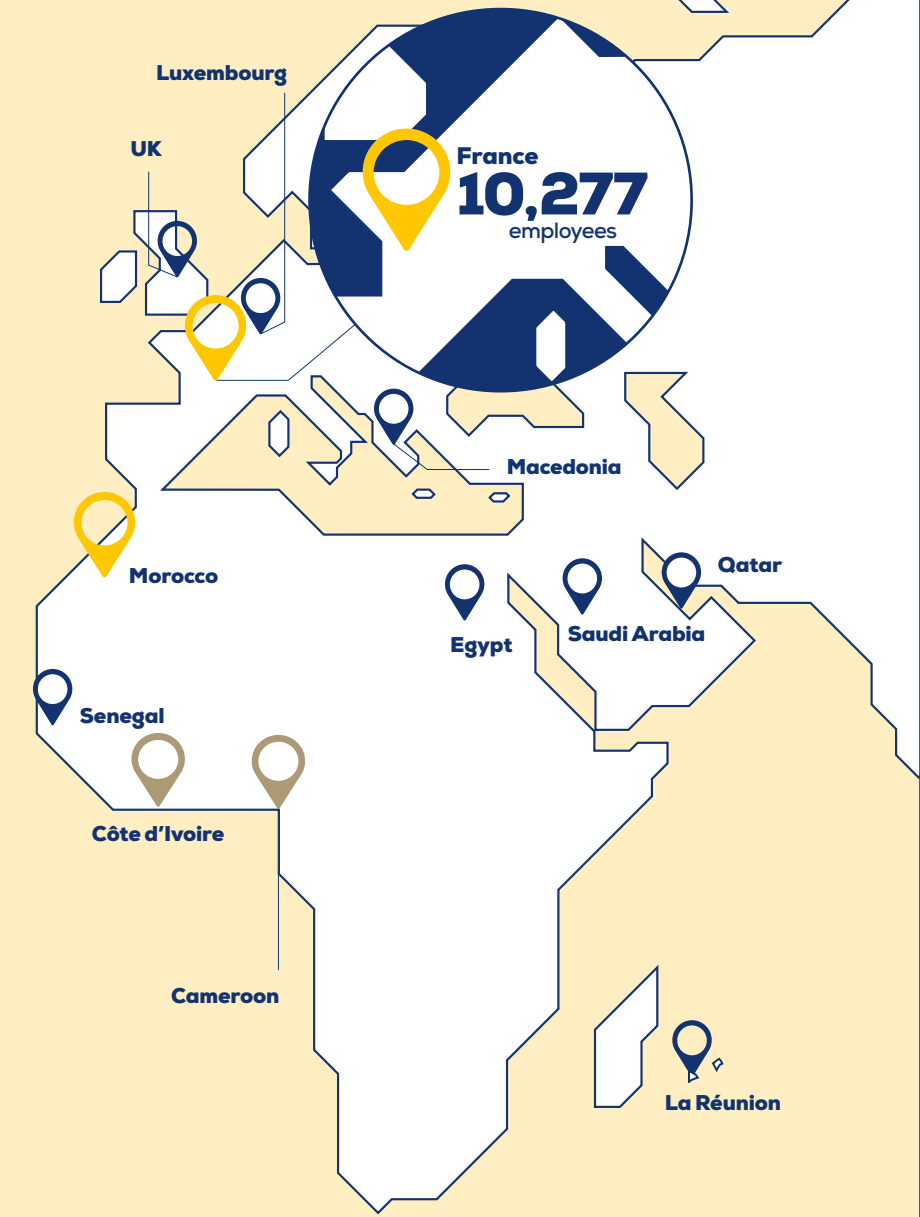 Luxembourg
UK
France
10,277
employees
Macedonia
Morocco
Qatar
Egypt
Saudi Arabia
Senegal
Côte d’Ivoire
Cameroon
La Réunion